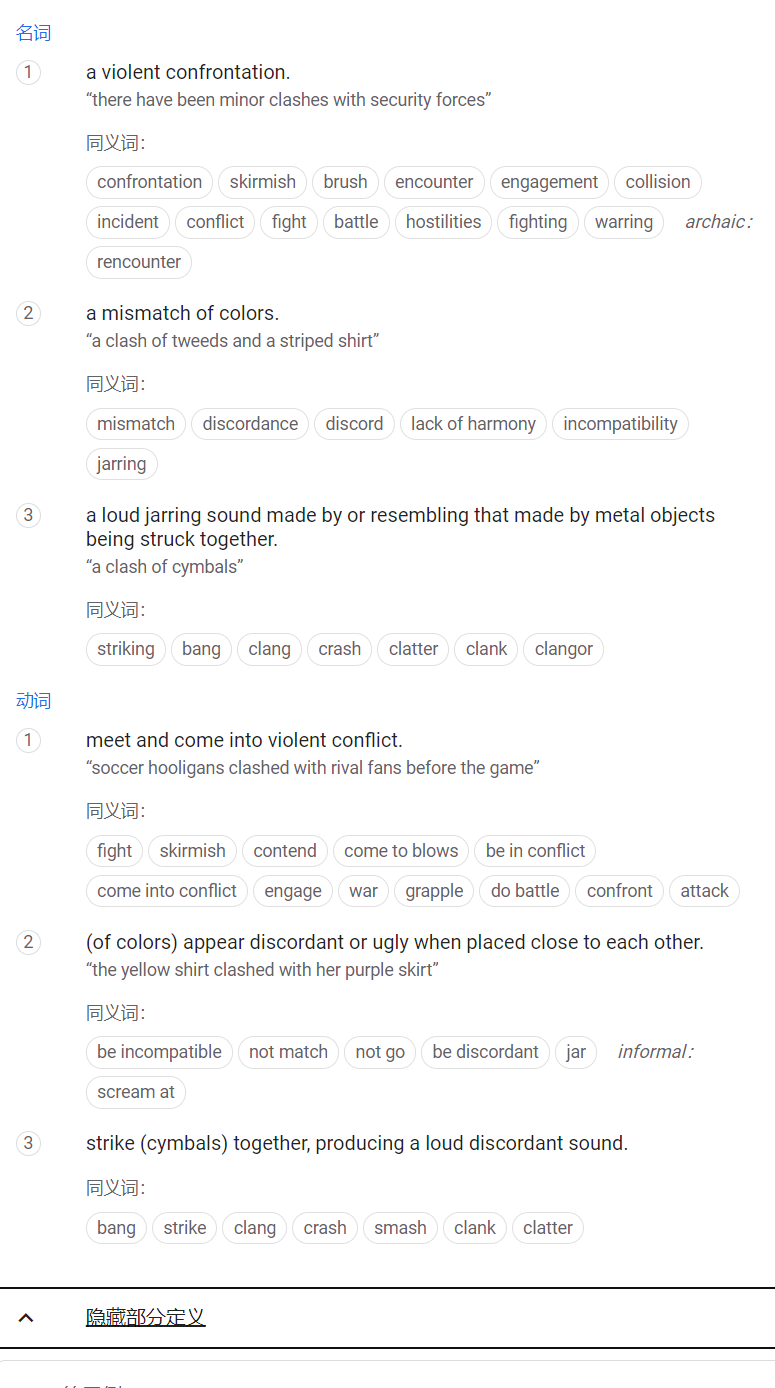 名词
1 a violent confrontation.
“there have been minor clashes with security forces”
同义词：
confrontation skirmish brush encounter engagement collision
incident conflict fight battle hostilities fighting warring archaic：
rencounter
2 a mismatch of colors.
“a clash of tweeds and a striped shirt”
同义词：
mismatch discordance discord lack of harmony incompatibility
jarring
3 a loud jarring sound made by or resembling that made by metal objects
being struck together.
“a clash of cymbals”
同义词：
striking bang clang crash clatter clank clangor
动词
1 meet and come into violent conflict.
“soccer hooligans clashed with rival fans before the game”
同义词：
fight skirmish contend come to blows be in conflict
come into conflict engage war grapple do battle confront attack
2 (of colors) appear discordant or ugly when placed close to each other.
“the yellow shirt clashed with her purple skirt”
同义词：
be incompatible not match not go be discordant jar informal：
scream at
3 strike (cymbals) together, producing a loud discordant sound.
同义词：
bang strike clang crash smash clank clatter
隐藏部分定义